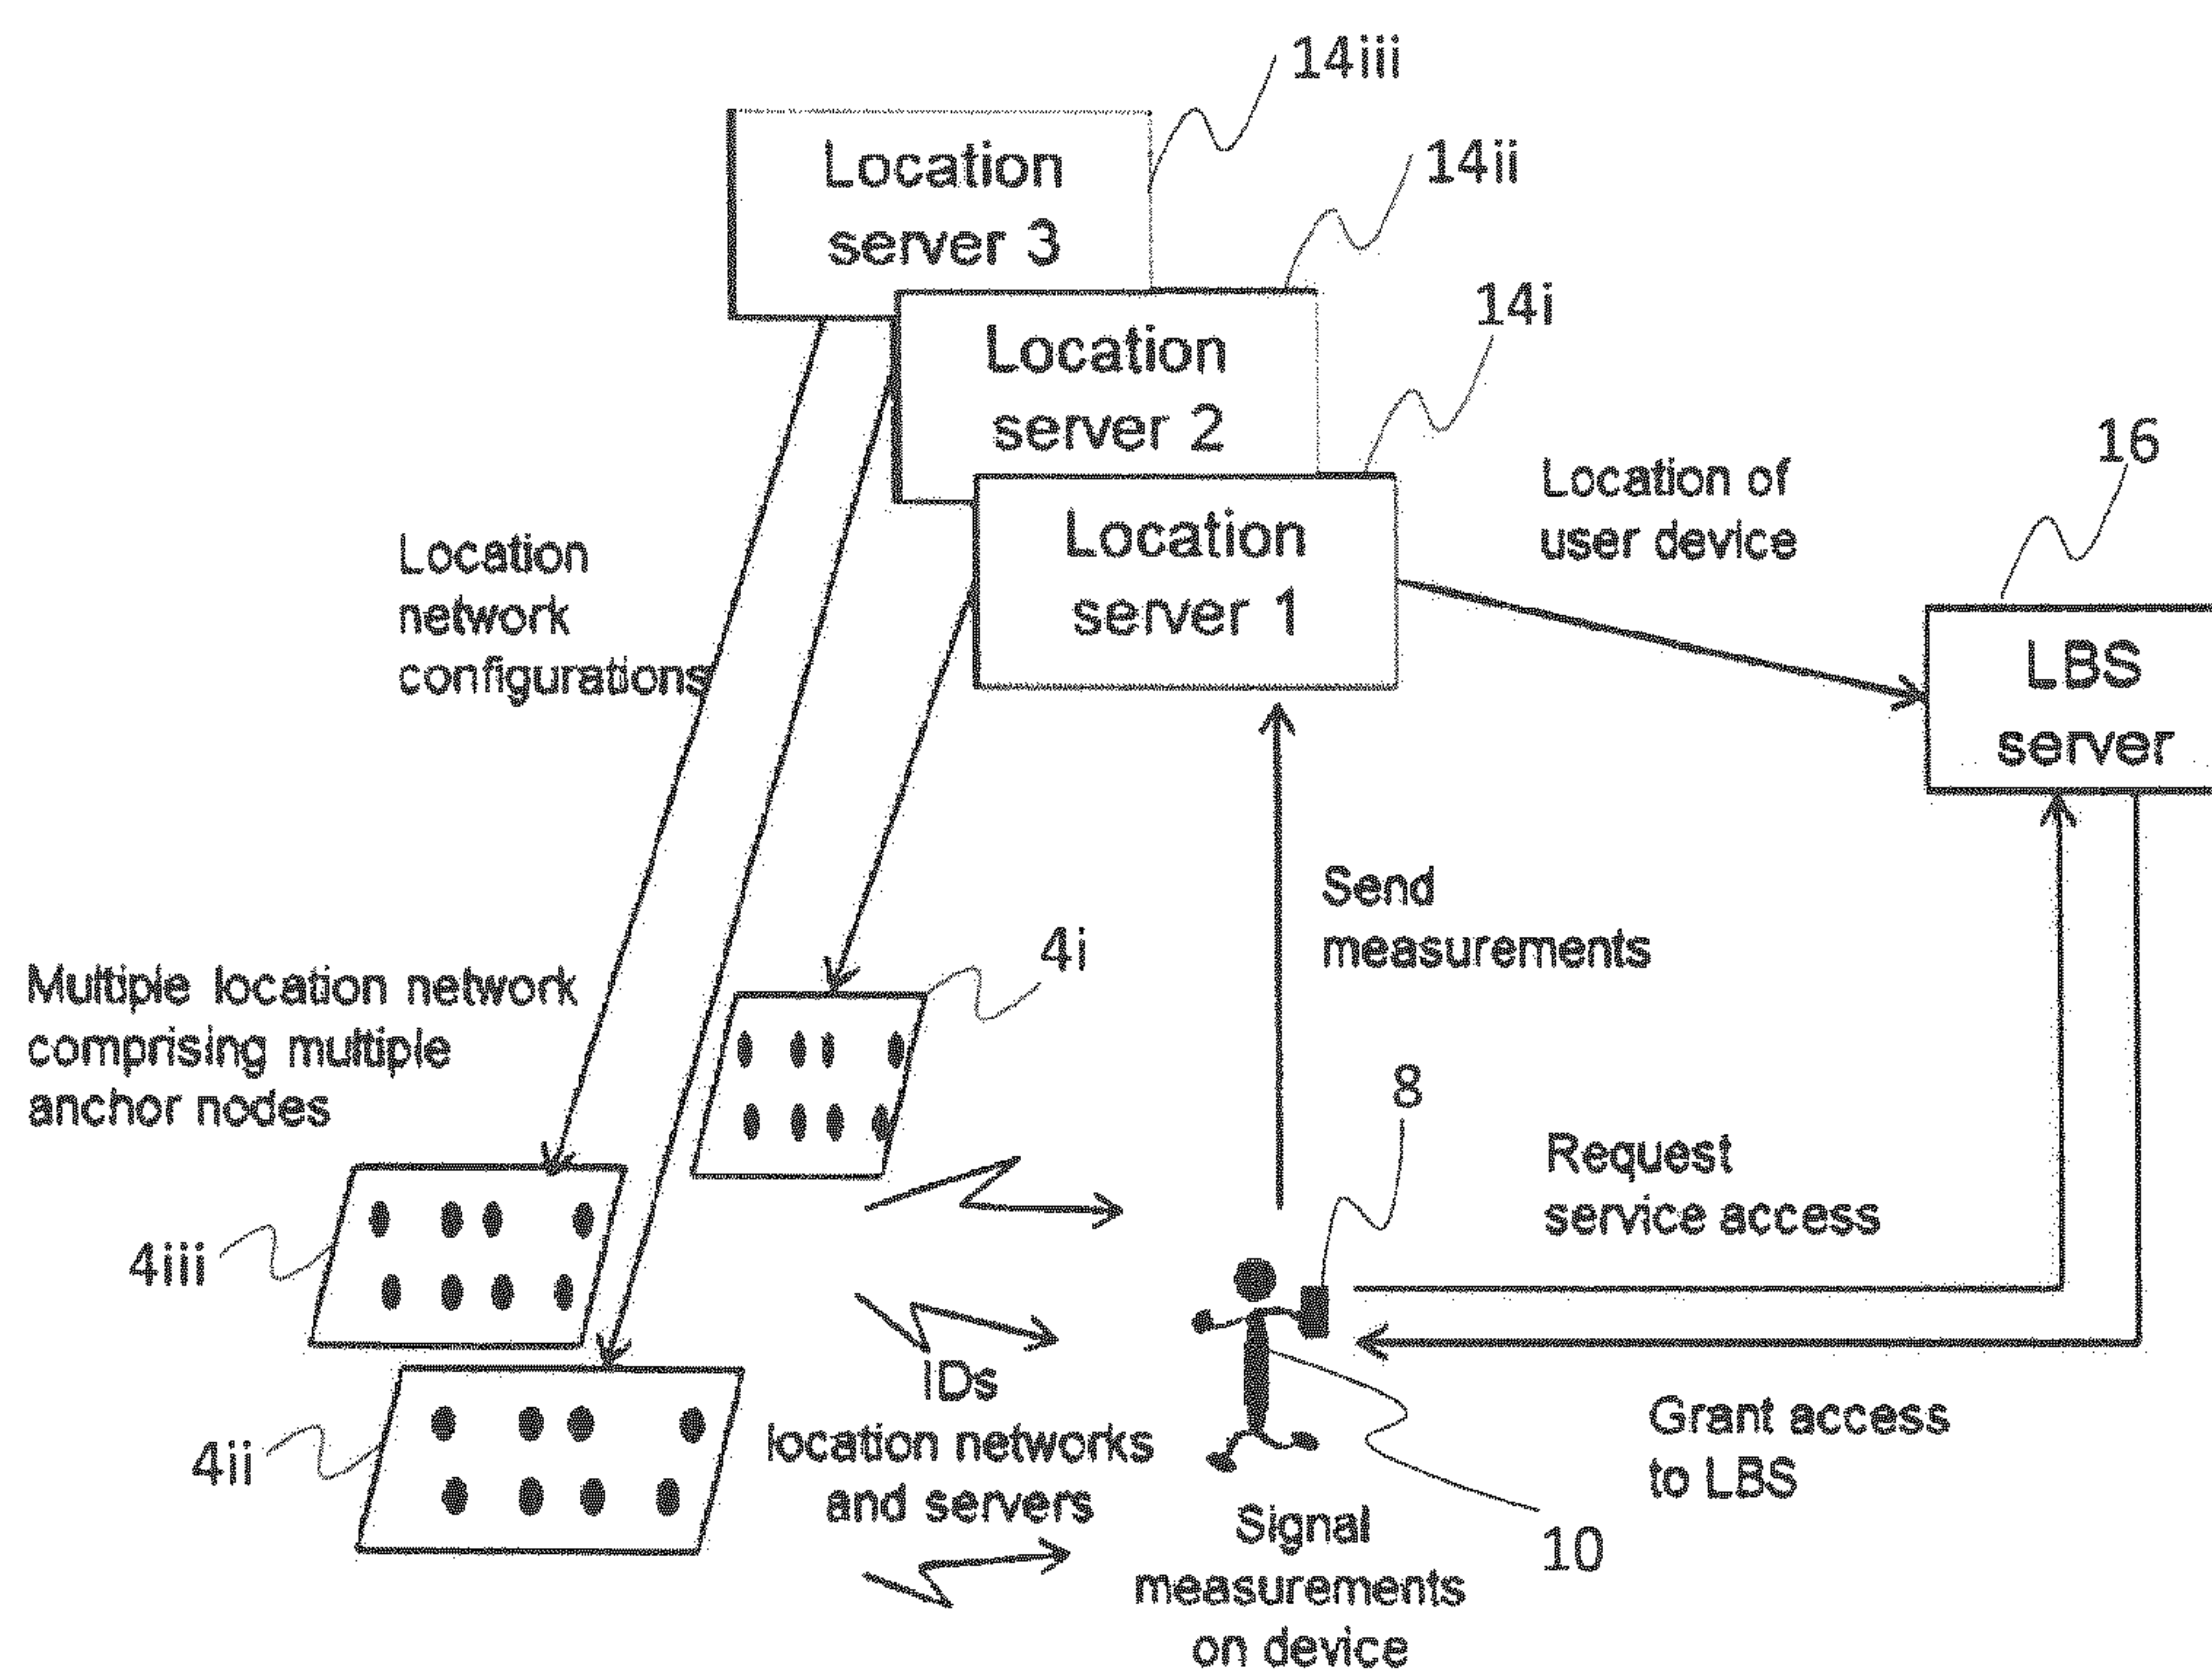 14iii
Location
server 3
14ii
Location
server 2
14i
Location
server 1
Location of
user device
16
LBS
server
Location
network
configurations
Send
measurements
4i
Multiple location network
comprising multiple
anchor nodes
8
Request
service access
4iii
4ii
IDs
location networks
and servers
Grant access
to LBS
10
Signal
measurements
on device